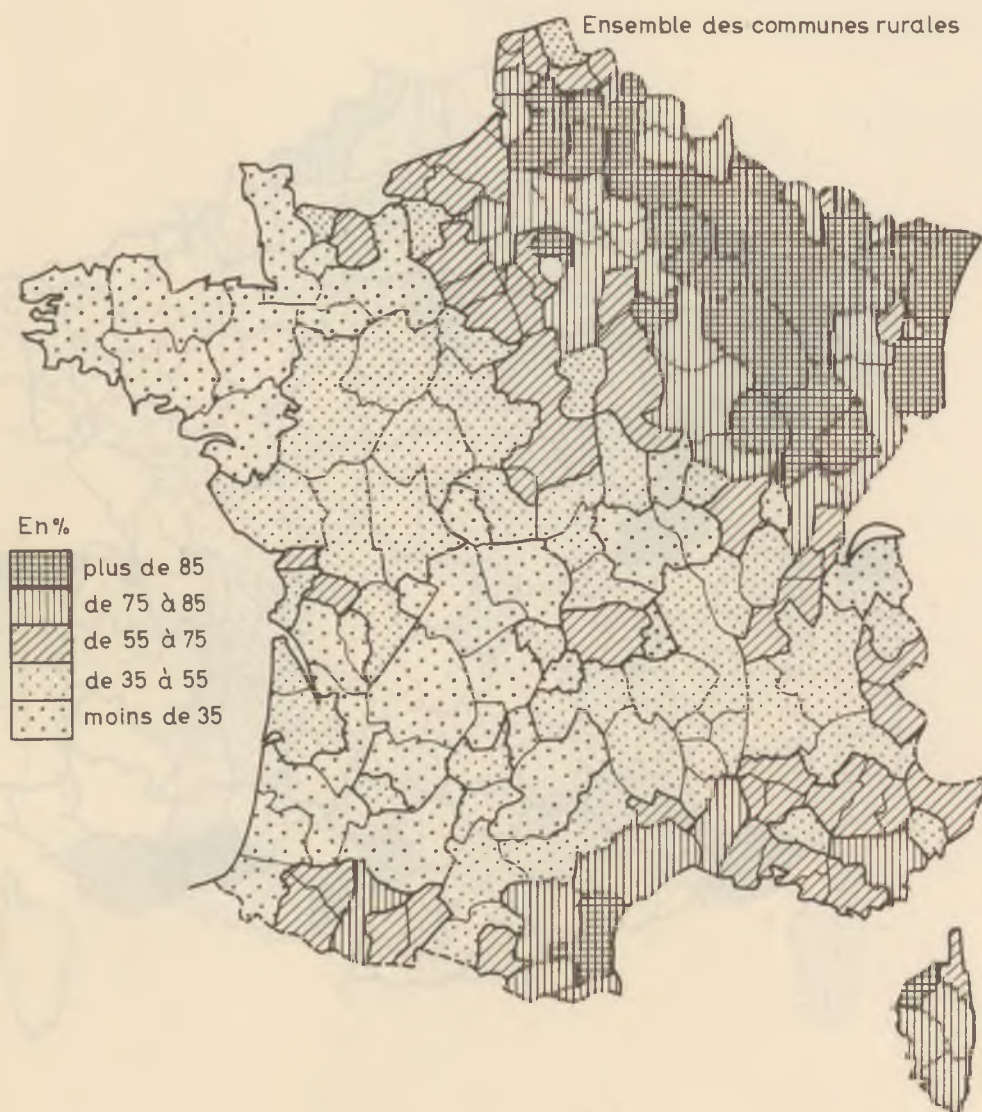 Ensemble des communes rurales
En %
plus de 85
de 75 à 85
de 55 à 75
de 35 à 55
moins de 35